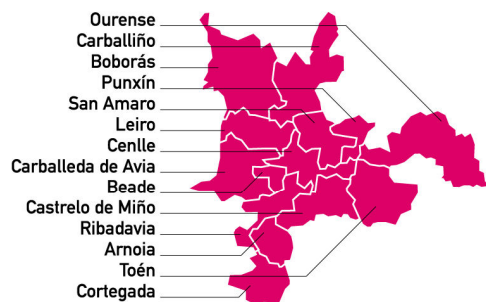 Ourense
Carballiño
Boborás
Punxín
San Amaro
Leiro
Cenlle
Carballeda de Avia
Beade
Castrelo de Miño
Ribadavia
Arnoia
Toén
Cortegada